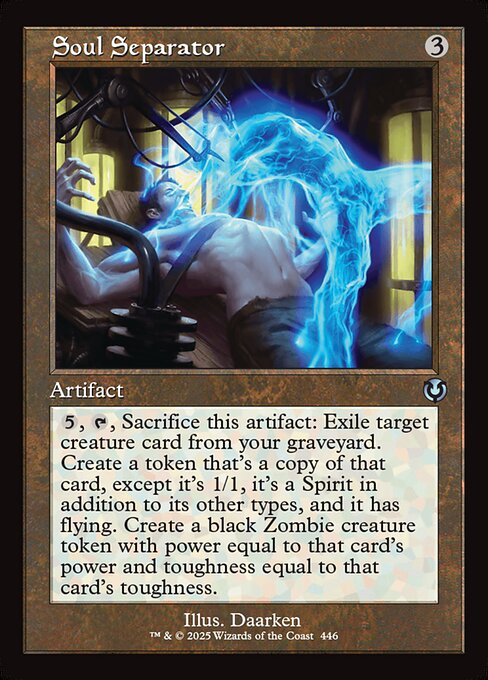 Soul Separator 3
Artifact
5, T, Sacrifice this artifact: Exile target
creature card from your graveyard.
Create a token that's a copy of that
card, except it's 1/1, it's a Spirit in
addition to its other types, and it has
flying. Create a black Zombie creature
token with power equal to that card's
power and toughness equal to that
card's toughness.
Illus. Daarken
™ & © 2025 Wizards of the Coast 446